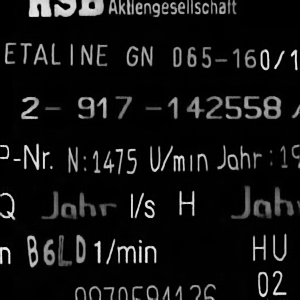 KSB Aktiengesellschaft
ETALINE GN 065-160/1
2- 917 -142558 /
P-Nr. N:1475 U/min Jahr:19
Q Jahr l/s H Jahr
n B6LD 1/min HU
02
0970594126